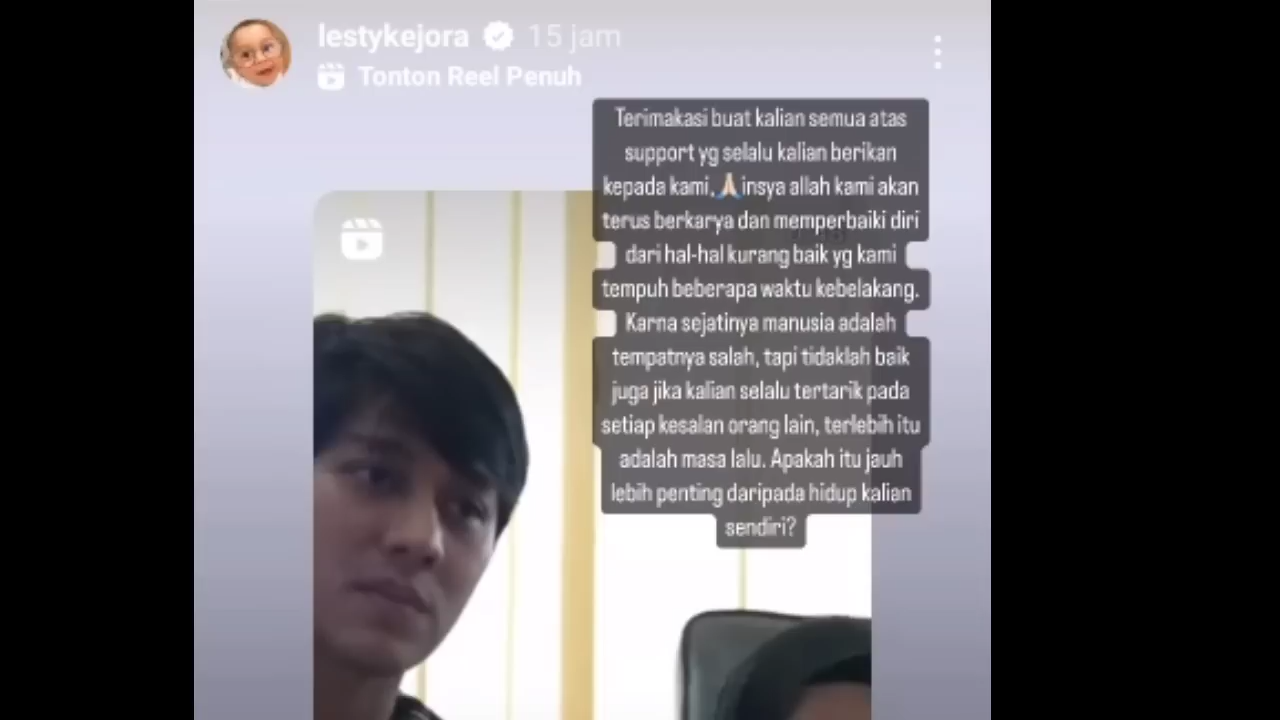 lestykejora 15 jam
Tonton Reel Penuh
Terimakasi buat kalian semua atas
support yg selalu kalian berikan
kepada kami,🙏🏻insya allah kami akan
terus berkarya dan memperbaiki diri
dari hal-hal kurang baik yg kami
tempuh beberapa waktu kebelakang.
Karna sejatinya manusia adalah
tempatnya salah, tapi tidaklah baik
juga jika kalian selalu tertarik pada
setiap kesalan orang lain, terlebih itu
adalah masa lalu. Apakah itu jauh
lebih penting daripada hidup kalian
sendiri?